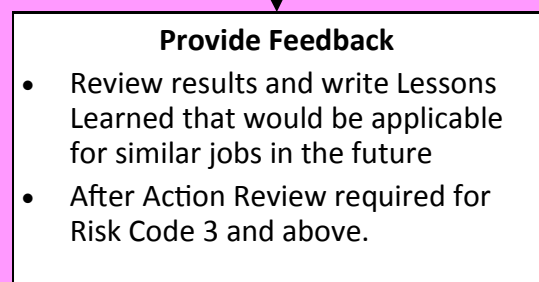 Provide Feedback
• Review results and write Lessons
Learned that would be applicable
for similar jobs in the future
• After Action Review required for
Risk Code 3 and above.